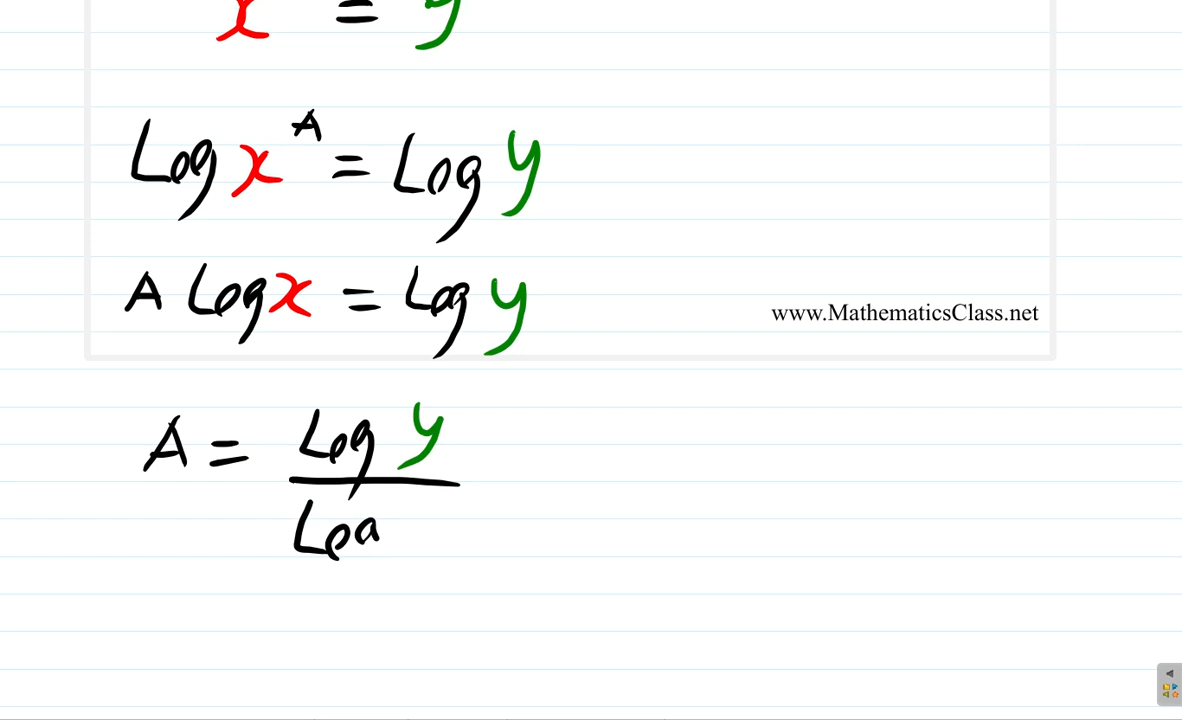 x = y
Log x^A = Log y
A Log x = Log y
www.MathematicsClass.net
A = Log y
Loa